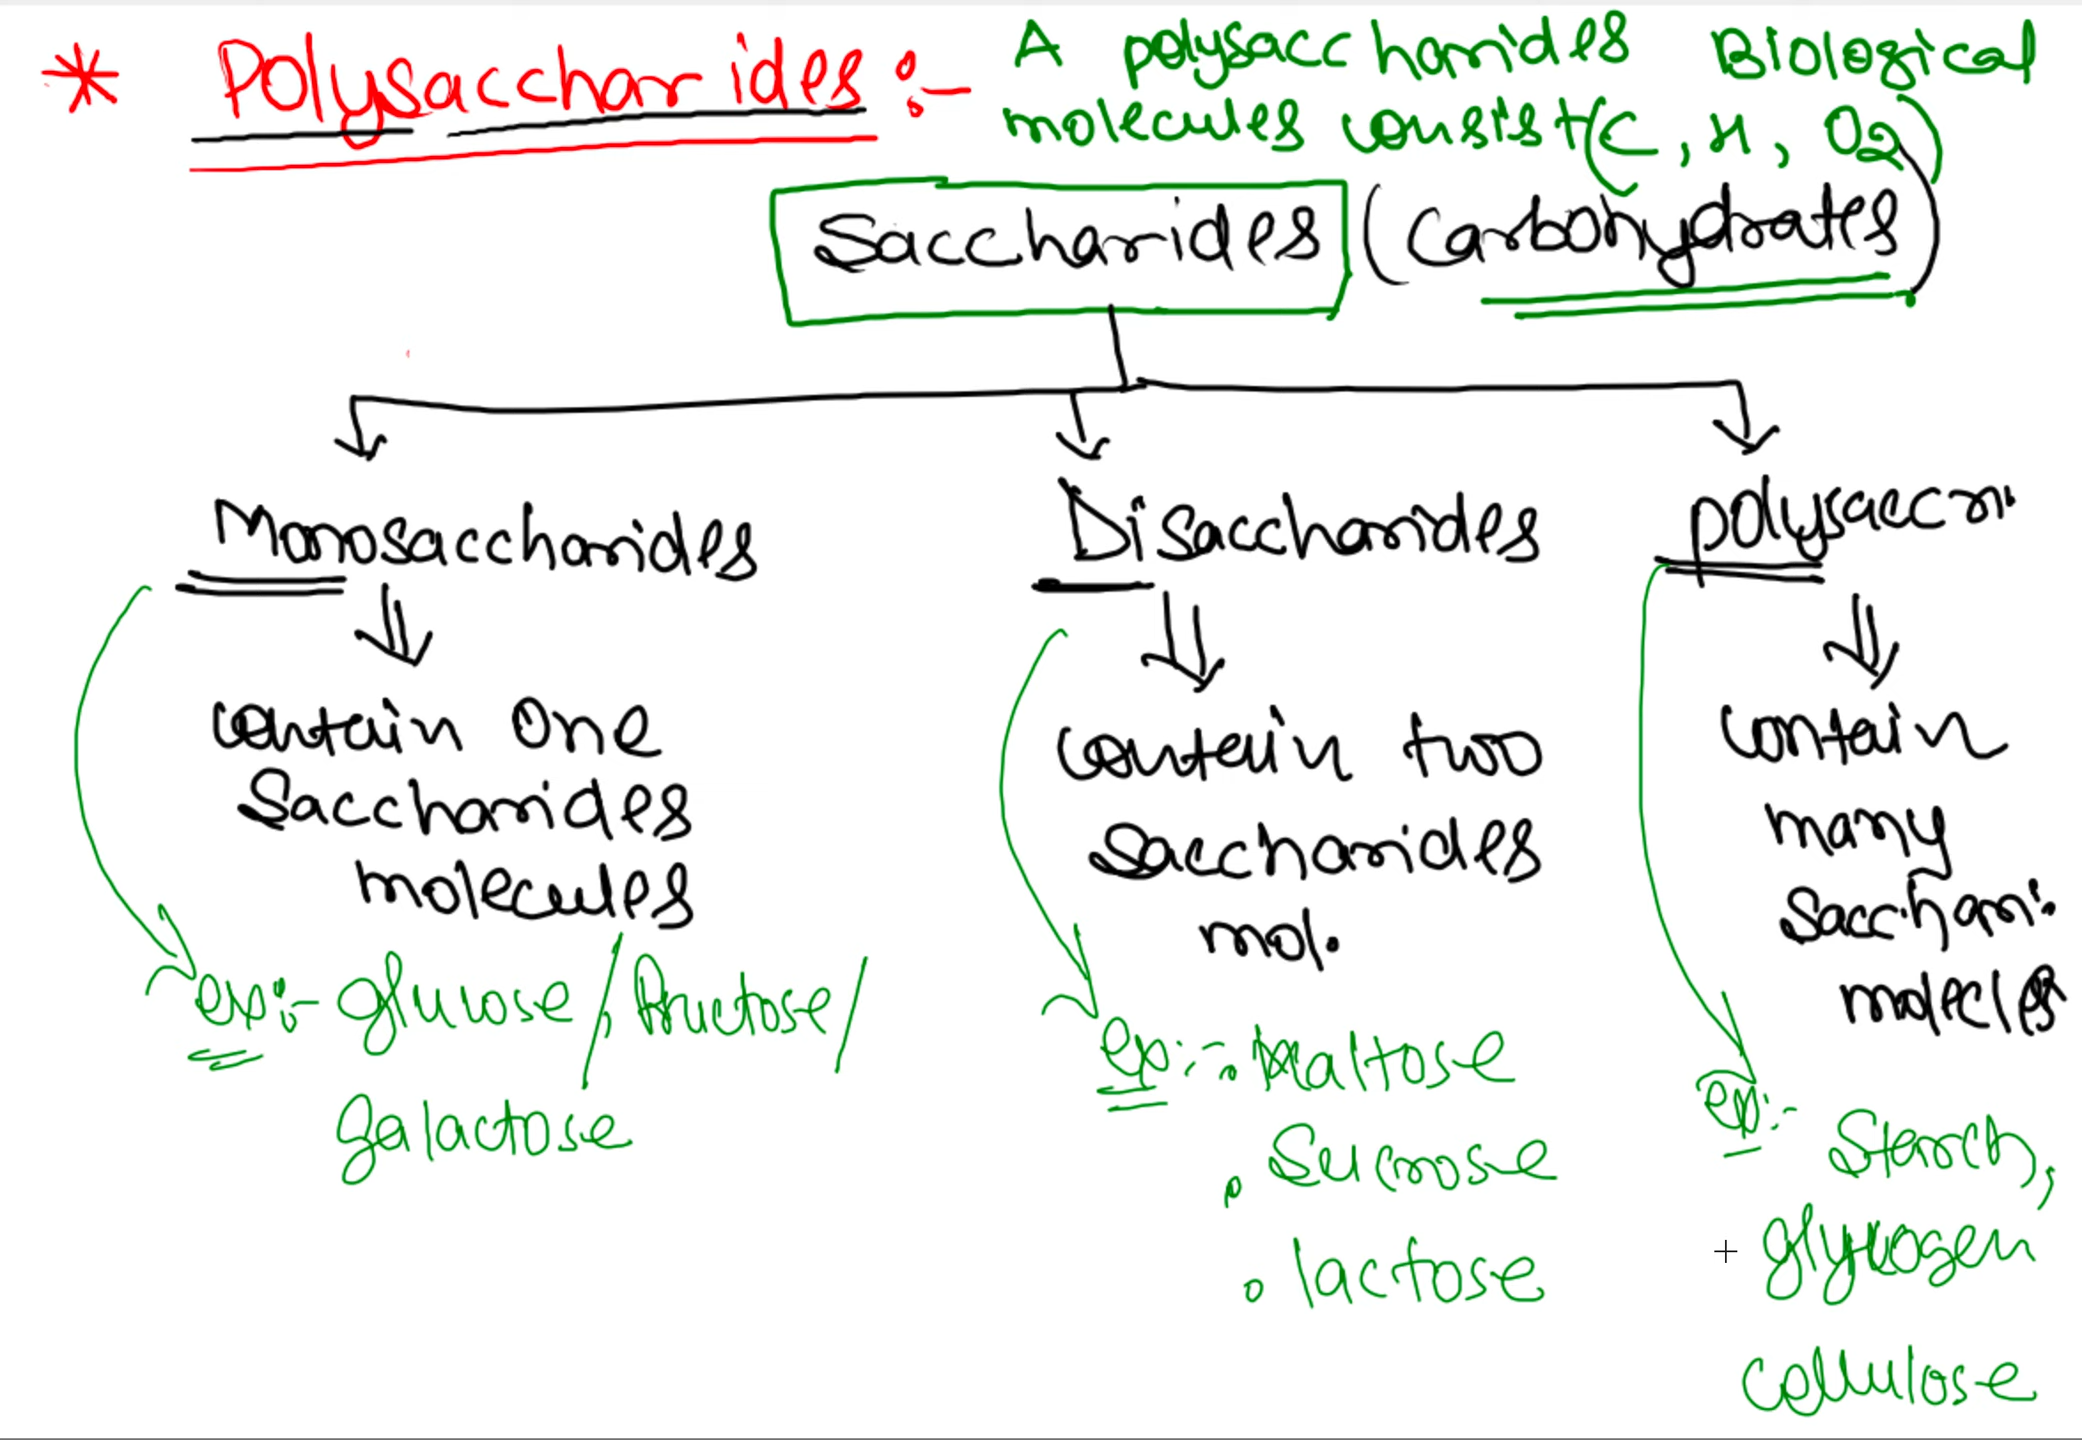 * Polysaccharides :-
A polysaccharides Biological
molecules consist (C, H, O2)
Saccharides (Carbohydrates)
Monosaccharides
contain One
Saccharides
molecules
ex:- glucose/, fructose/
galactose
Disaccharides
contain two
Saccharides
mol.
ex:- . Maltose
. Sucrose
. lactose
polysaccri.
contain
many
Sacchari.
molecles
ex:- Starch,
glycogen
cellulose